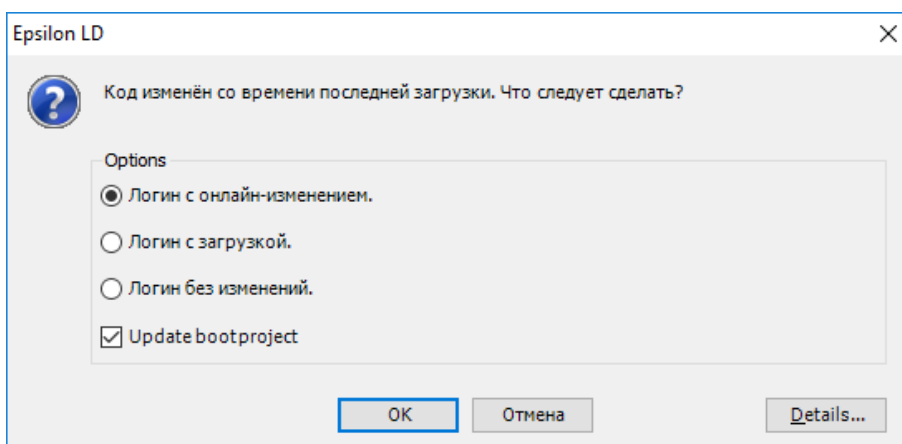 Epsilon LD
Код изменён со времени последней загрузки. Что следует сделать?
Options
Логин с онлайн-изменением.
Логин с загрузкой.
Логин без изменений.
Update bootproject
OK
Отмена
Details...